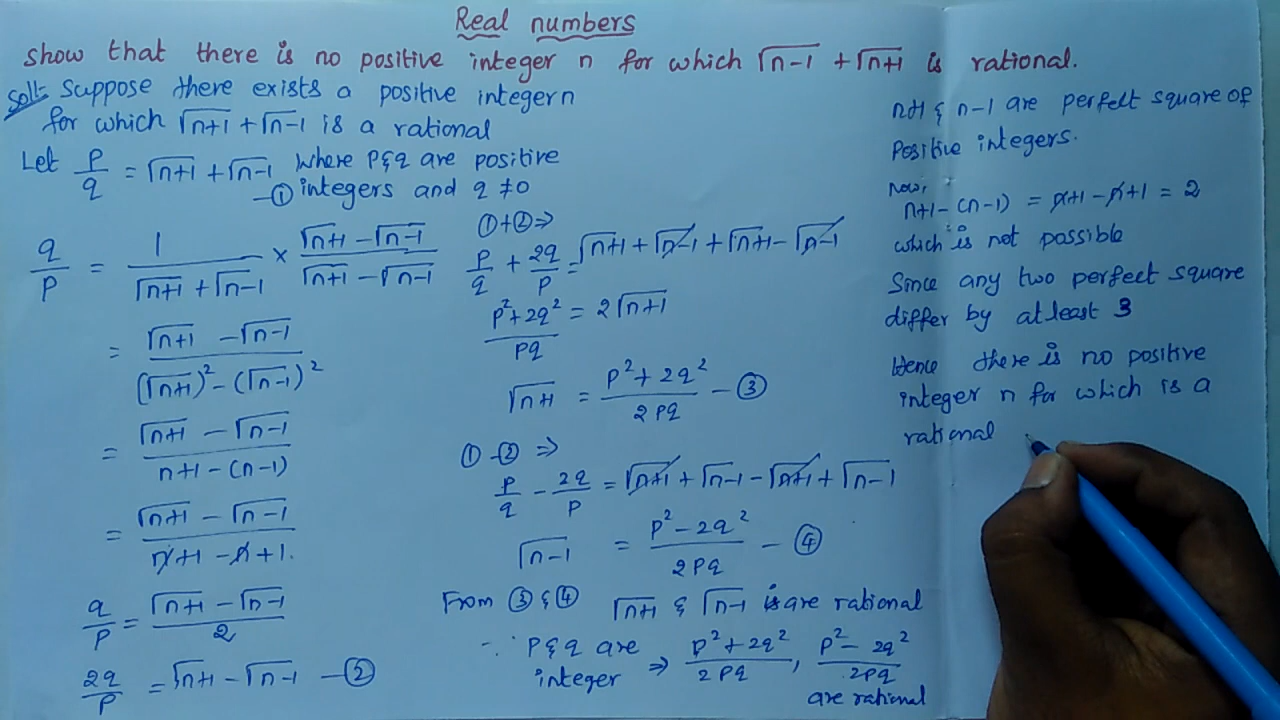 Real numbers
show that there is no positive integer n for which √n-1 + √n+1 is rational.
Sol:- Suppose there exists a positive integer n
for which √n+1 + √n-1 is a rational
Let p/q = √n+1 + √n-1 where p & q are positive
—① integers and q ≠ 0
q/p = 1/(√n+1 + √n-1) × (√n+1 - √n-1)/(√n+1 - √n-1)
= (√n+1 - √n-1)/((√n+1)² - (√n-1)²)
= (√n+1 - √n-1)/(n+1 - (n-1))
= (√n+1 - √n-1)/(n+1 - n+1.)
q/p = (√n+1 - √n-1)/2
2q/p = √n+1 - √n-1 —②
①+② ⇒
p/q + 2q/p = √n+1 + √n-1 + √n+1 - √n-1
(p²+2q²)/pq = 2√n+1
√n+1 = (p²+2q²)/2pq —③
① - ② ⇒
p/q - 2q/p = √n+1 + √n-1 - √n+1 + √n-1
√n-1 = (p²-2q²)/2pq —④
From ③ & ④ √n+1 & √n-1 is are rational
∵ p & q are ⇒ (p²+2q²)/2pq, (p²-2q²)/2pq
integer
are rational
n+1 & n-1 are perfect square of
Positive integers.
Now,
n+1-(n-1) = n+1-n+1 = 2
which is not possible
Since any two perfect square
differ by at least 3
Hence there is no positive
integer n for which is a
rational